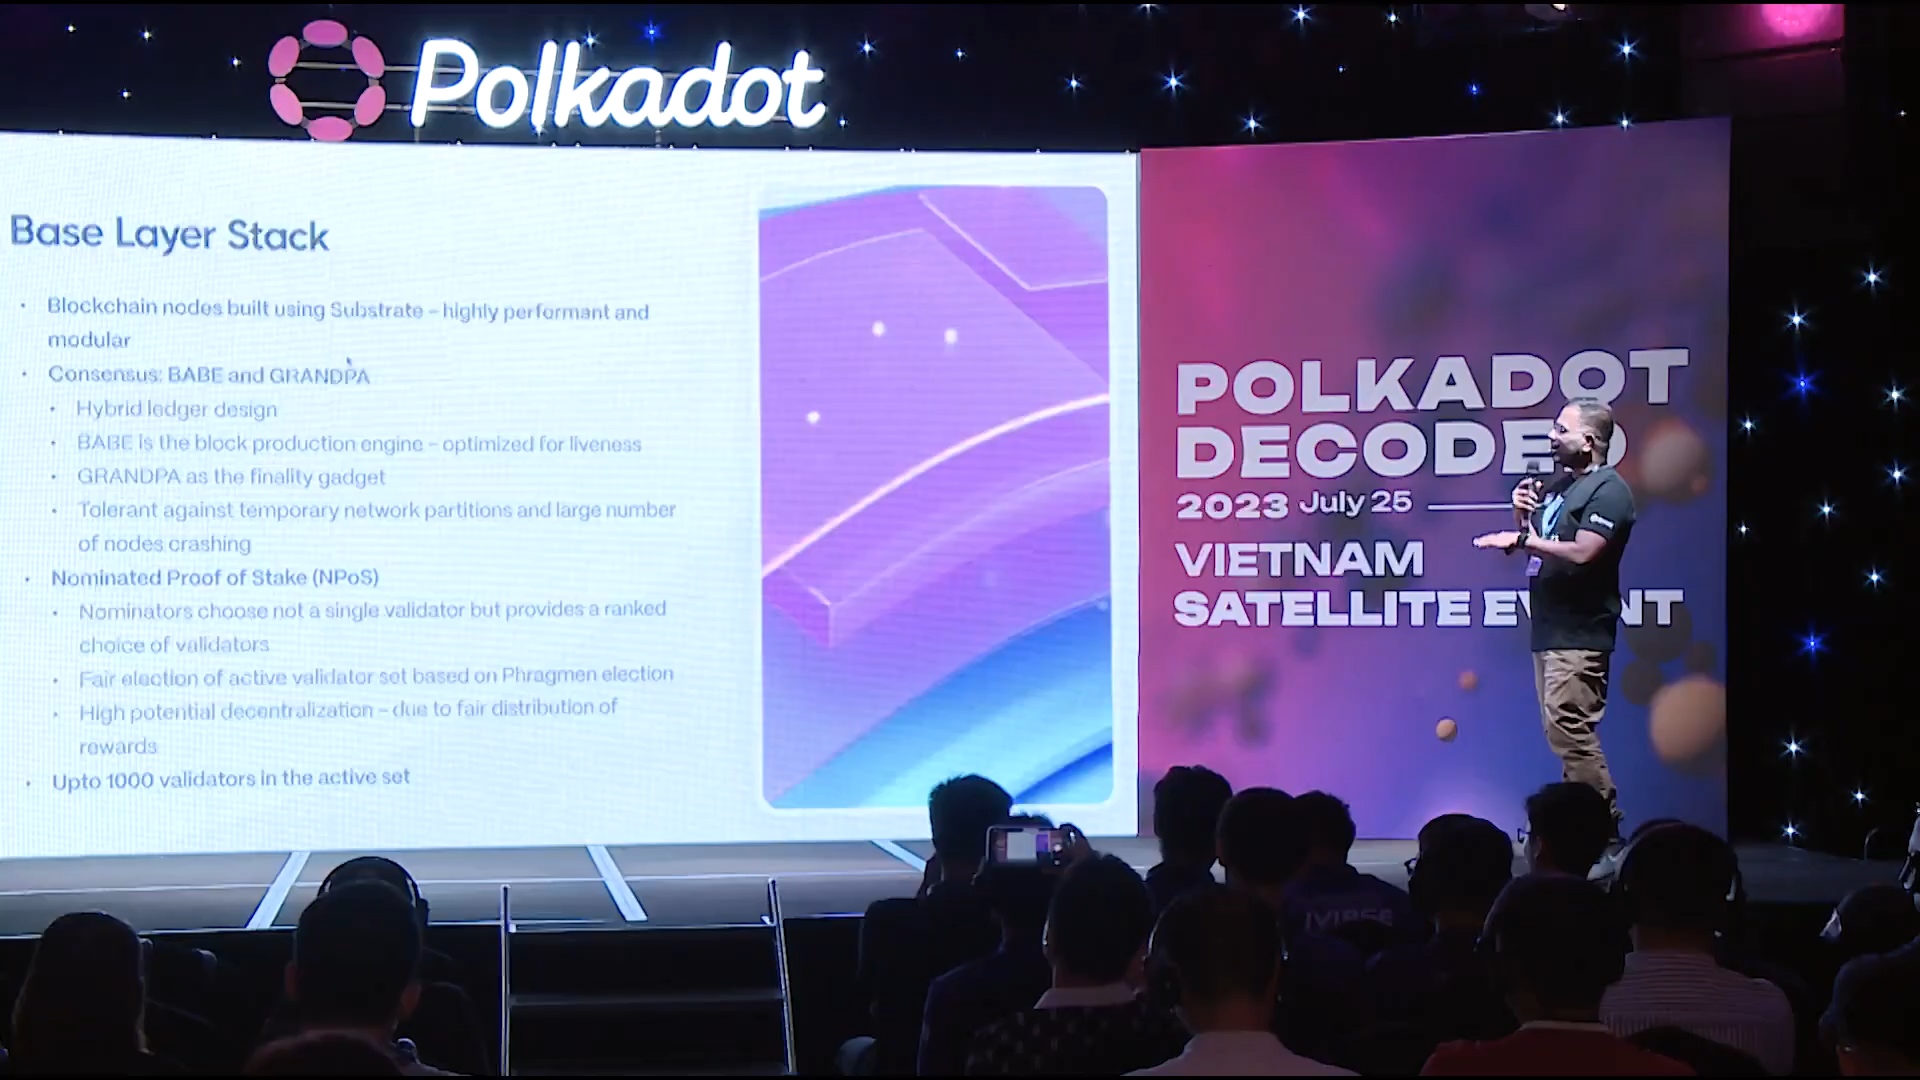 Polkadot
Base Layer Stack
• Blockchain nodes built using Substrate – highly performant and
modular
• Consensus: BABE and GRANDPA
• Hybrid ledger design
• BABE is the block production engine – optimized for liveness
• GRANDPA as the finality gadget
• Tolerant against temporary network partitions and large number
of nodes crashing
• Nominated Proof of Stake (NPoS)
• Nominators choose not a single validator but provides a ranked
choice of validators
• Fair election of active validator set based on Phragmen election
• High potential decentralization – due to fair distribution of
rewards
• Upto 1000 validators in the active set
POLKADOT
DECODED
2023 July 25
VIETNAM
SATELLITE EVENT